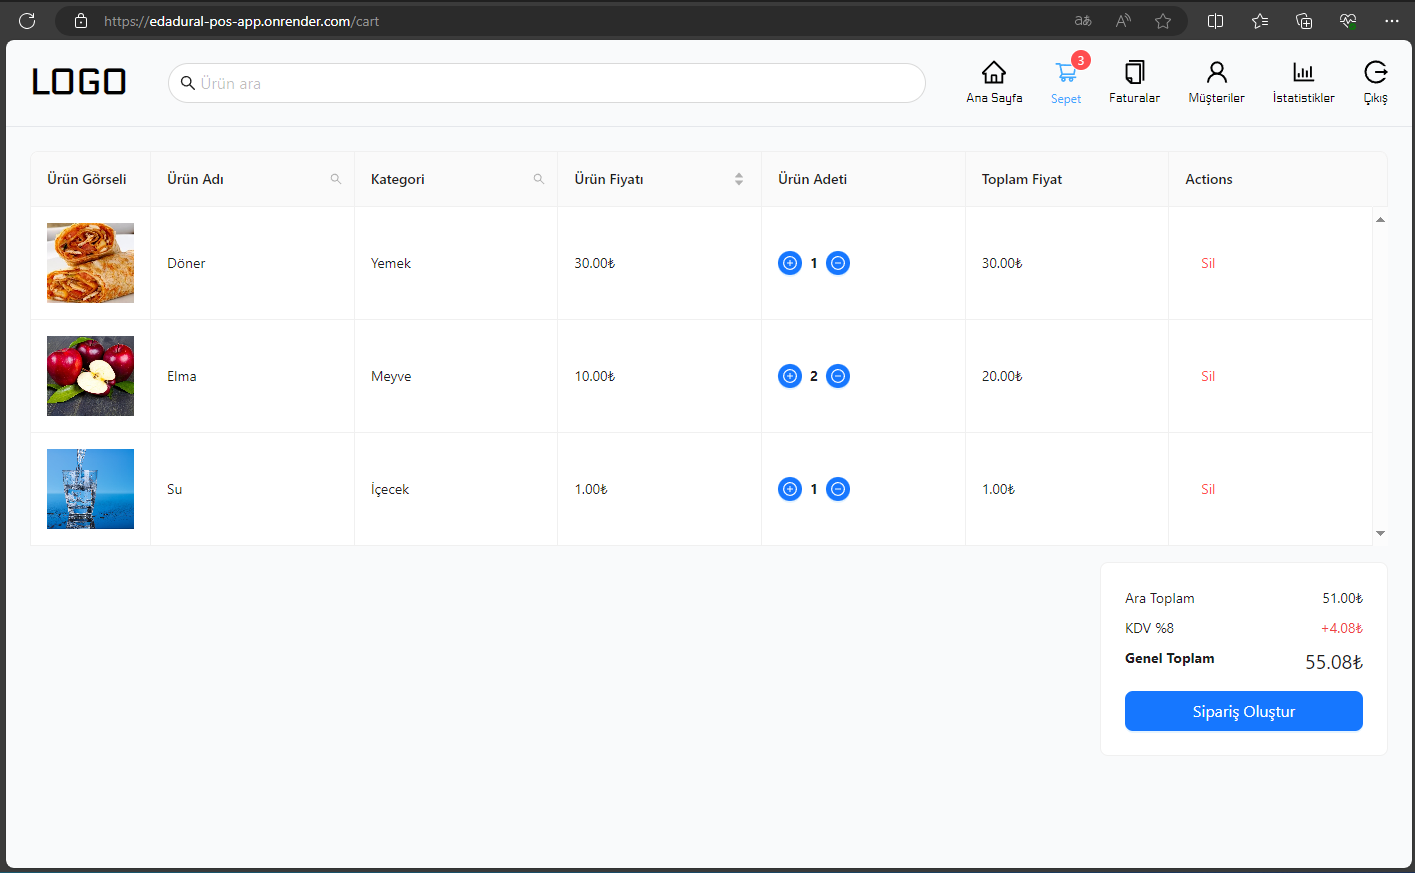 https://edadural-pos-app.onrender.com/cart
LOGO
Ürün ara
Ana Sayfa
3
Sepet
Faturalar
Müşteriler
İstatistikler
Çıkış
Ürün Görseli Ürün Adı Kategori Ürün Fiyatı Ürün Adeti Toplam Fiyat Actions
Döner Yemek 30.00₺ 1 30.00₺ Sil
Elma Meyve 10.00₺ 2 20.00₺ Sil
Su İçecek 1.00₺ 1 1.00₺ Sil
Ara Toplam 51.00₺
KDV %8 +4.08₺
Genel Toplam 55.08₺
Sipariş Oluştur